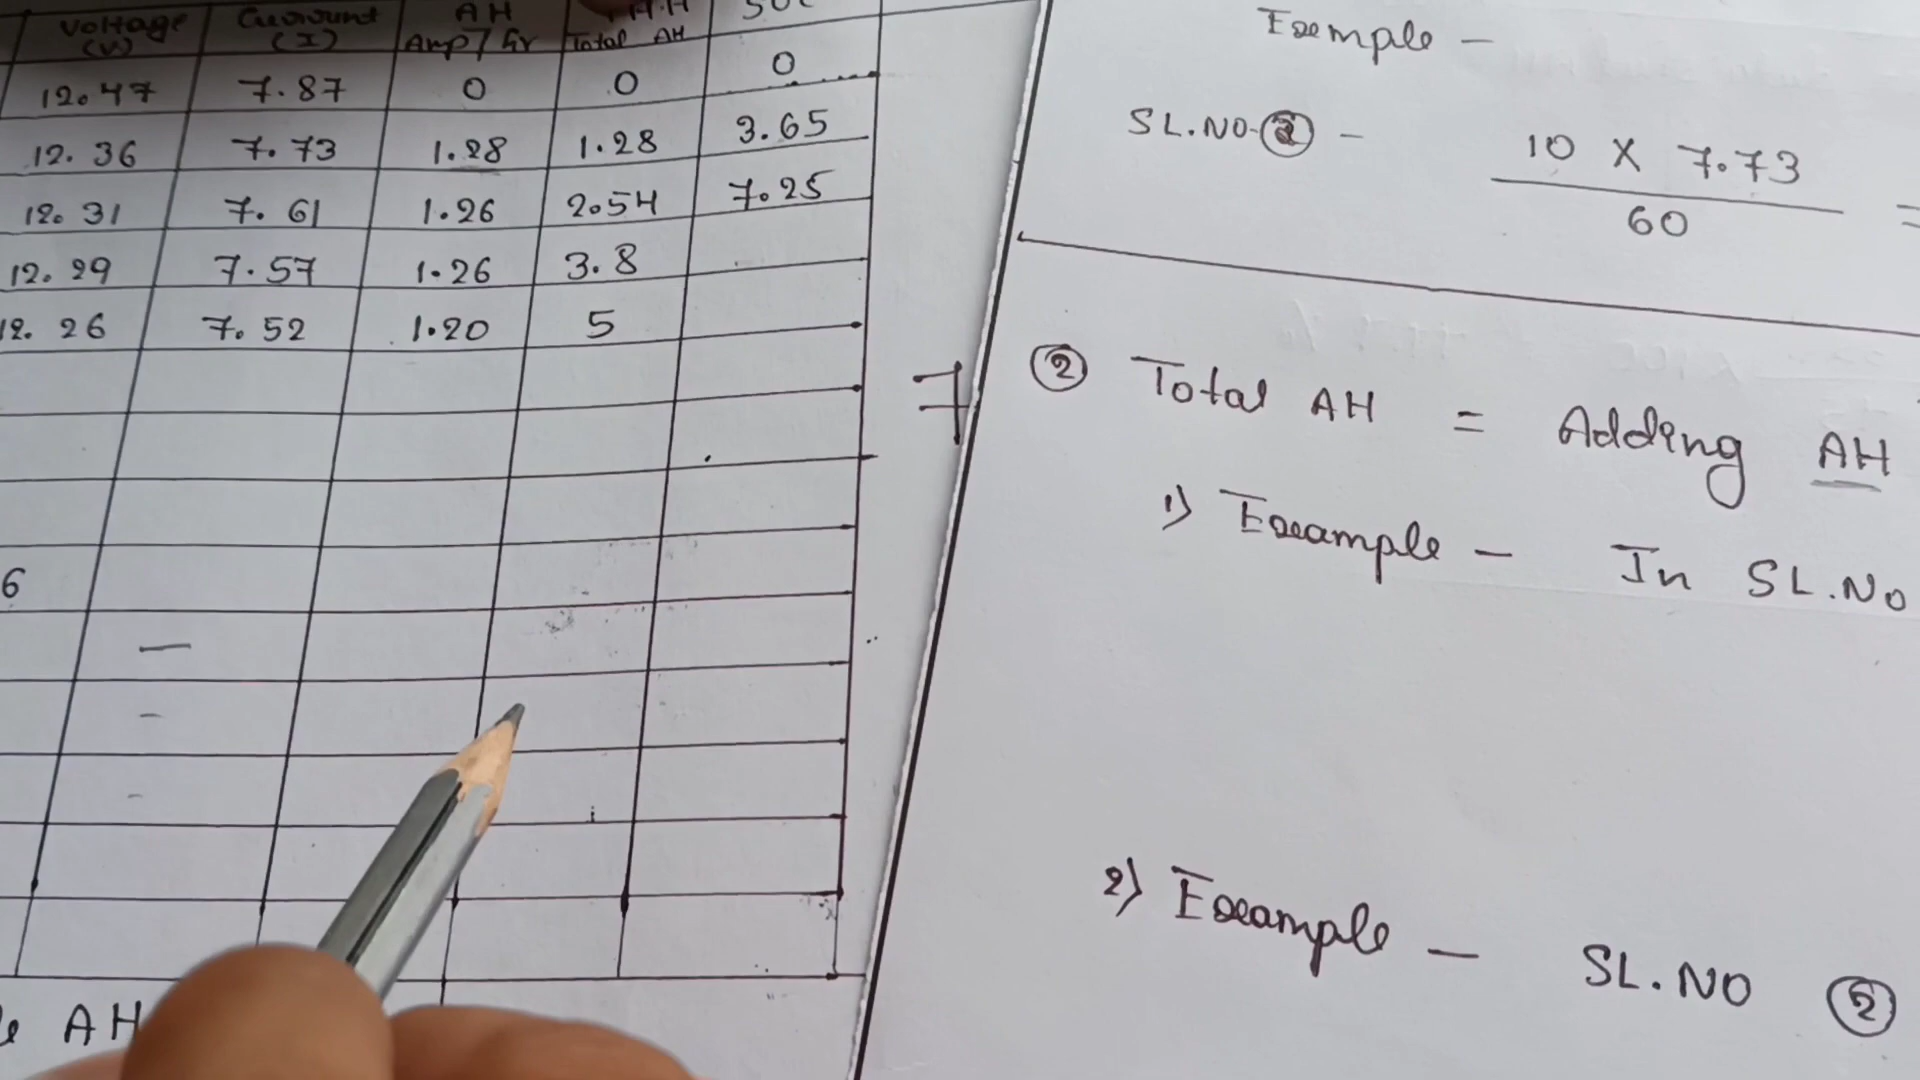 Voltage (V) Current (I) AH Amp/hr Total AH SOC
12.47 7.87 0 0 0
12.36 7.73 1.28 1.28 3.65
12.31 7.61 1.26 2.54 7.25
12.29 7.57 1.26 3.8
12.26 7.52 1.20 5
6
AH
Example -
SL.NO- -
10 X 7.73
60 =
② Total AH = Adding AH
1) Example - In SL.No
2) Example - SL.NO ②